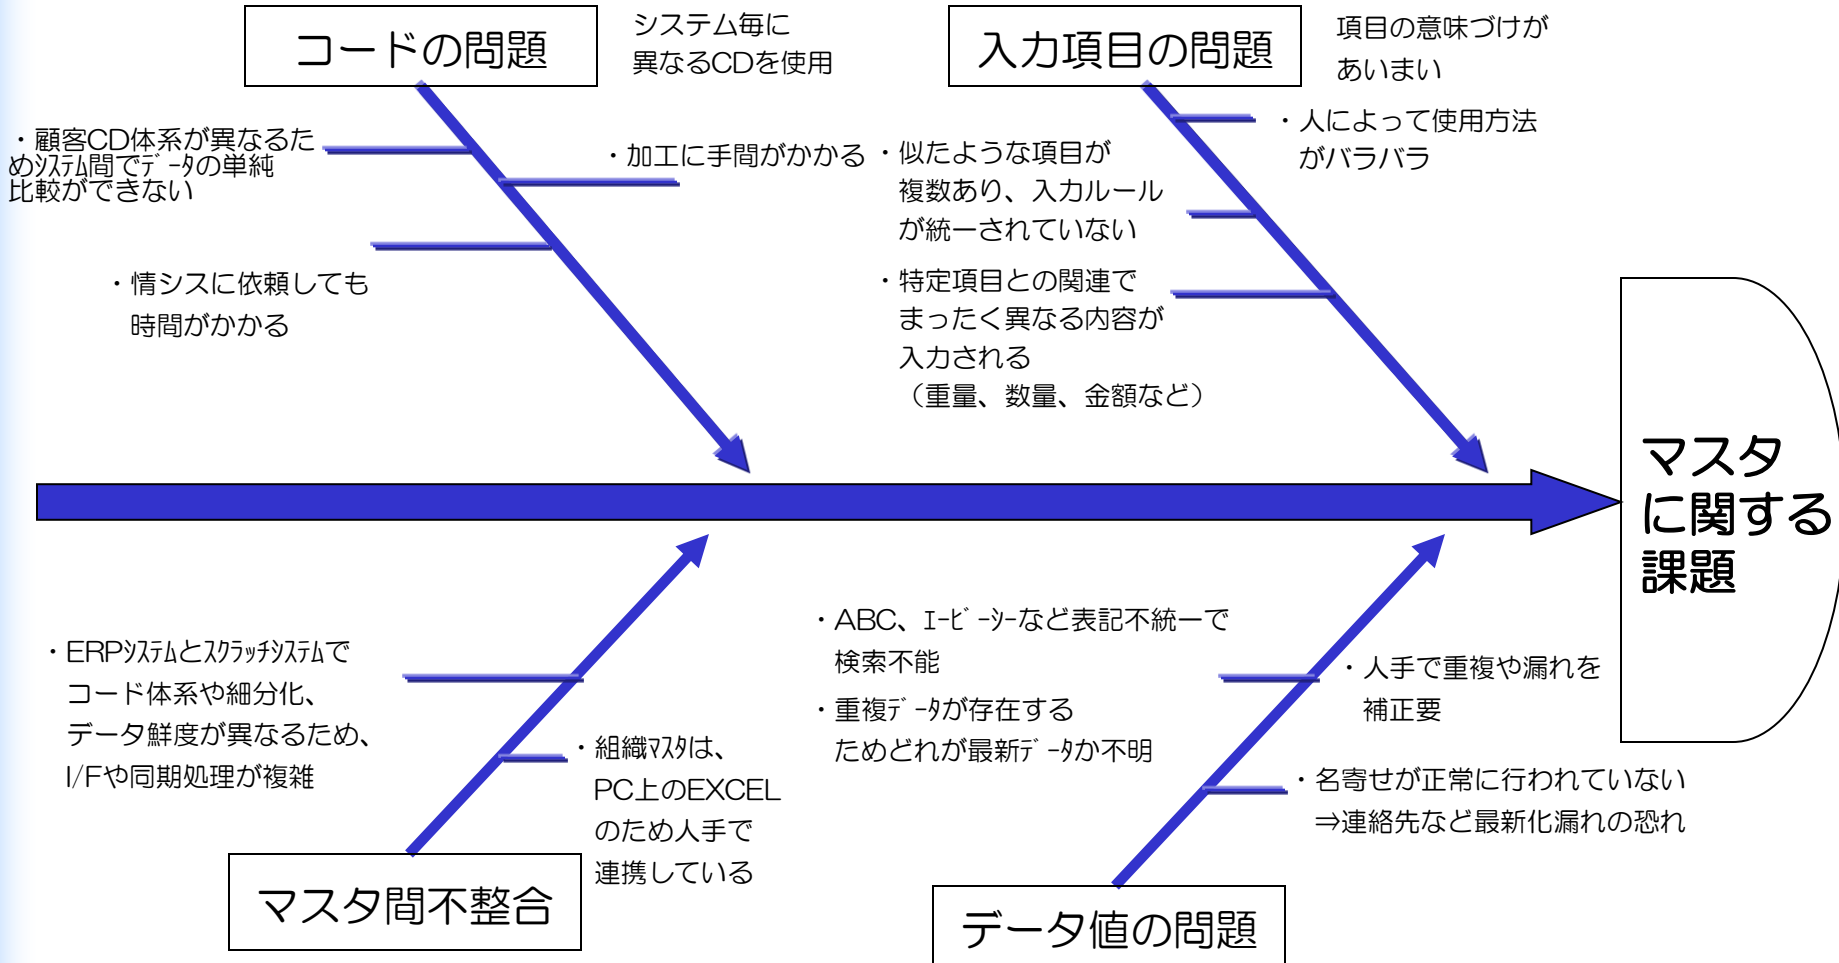 コードの問題
システム毎に
異なるCDを使用
・顧客CD体系が異なるた
めｼｽﾃﾑ間でﾃﾞｰﾀの単純
比較ができない
・加工に手間がかかる
・情シスに依頼しても
時間がかかる
入力項目の問題
項目の意味づけが
あいまい
・人によって使用方法
がバラバラ
・似たような項目が
複数あり、入力ルール
が統一されていない
・特定項目との関連で
まったく異なる内容が
入力される
（重量、数量、金額など）
マスタ
に関する
課題
・ERPｼｽﾃﾑとｽｸﾗｯﾁｼｽﾃﾑで
コード体系や細分化、
データ鮮度が異なるため、
I/Fや同期処理が複雑
・組織ﾏｽﾀは、
PC上のEXCEL
のため人手で
連携している
マスタ間不整合
・ABC、ｴｰﾋﾞｰｼｰなど表記不統一で
検索不能
・重複ﾃﾞｰﾀが存在する
ためどれが最新ﾃﾞｰﾀか不明
・人手で重複や漏れを
補正要
・名寄せが正常に行われていない
⇒連絡先など最新化漏れの恐れ
データ値の問題